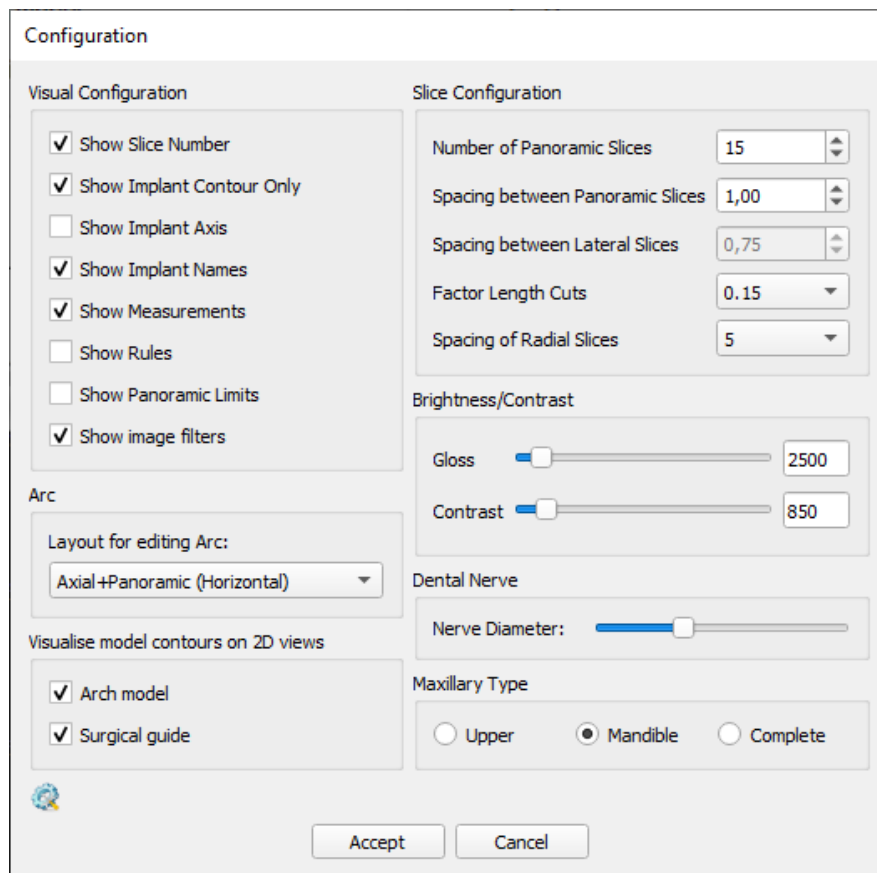 Configuration
Visual Configuration
Show Slice Number
Show Implant Contour Only
Show Implant Axis
Show Implant Names
Show Measurements
Show Rules
Show Panoramic Limits
Show image filters
Arc
Layout for editing Arc:
Axial+Panoramic (Horizontal)
Visualise model contours on 2D views
Arch model
Surgical guide
Slice Configuration
Number of Panoramic Slices 15
Spacing between Panoramic Slices 1,00
Spacing between Lateral Slices 0,75
Factor Length Cuts 0.15
Spacing of Radial Slices 5
Brightness/Contrast
Gloss 2500
Contrast 850
Dental Nerve
Nerve Diameter:
Maxillary Type
Upper Mandible Complete
Accept Cancel